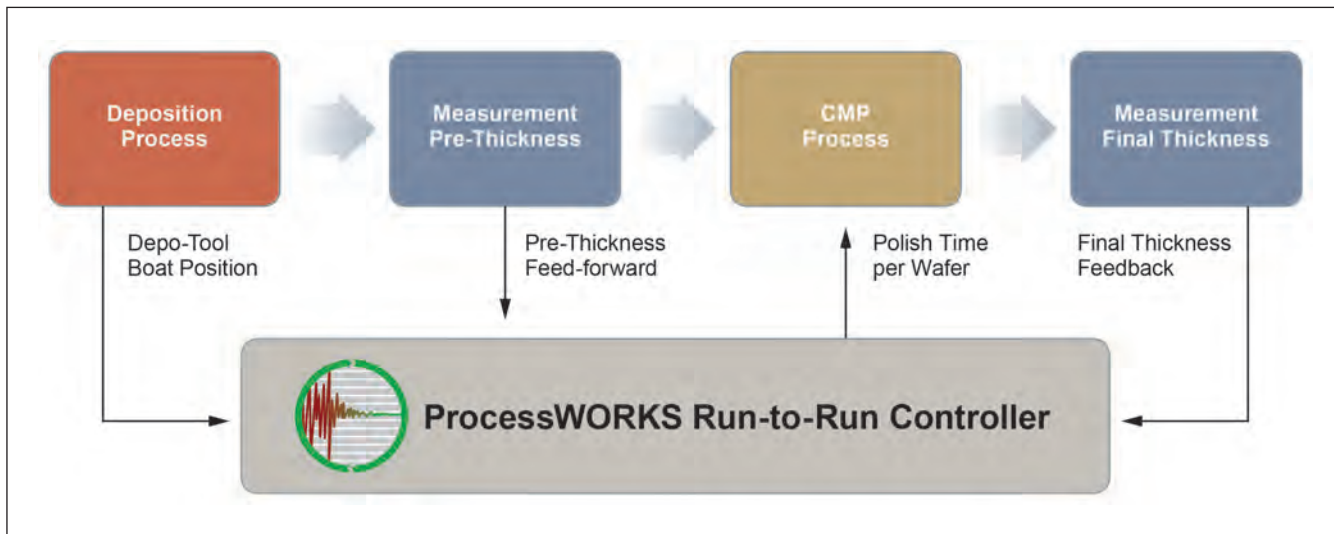 Deposition
Process
Measurement
Pre-Thickness
CMP
Process
Measurement
Final Thickness
Depo-Tool
Boat Position
Pre-Thickness
Feed-forward
Polish Time
per Wafer
Final Thickness
Feedback
ProcessWORKS Run-to-Run Controller